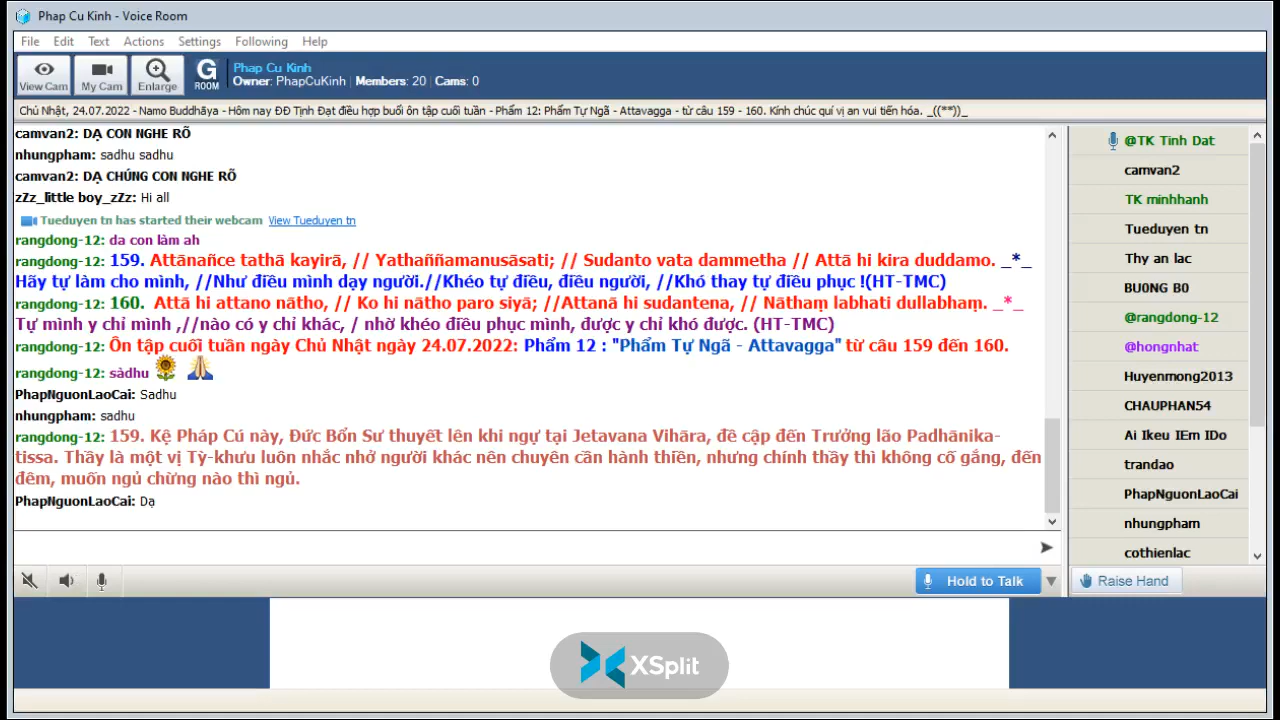 Phap Cu Kinh - Voice Room
File Edit Text Actions Settings Following Help
View Cam My Cam Enlarge G ROOM
Phap Cu Kinh
Owner: PhapCuKinh | Members: 20 | Cams: 0
Chủ Nhật, 24.07.2022 - Namo Buddhāya - Hôm nay ĐĐ Tịnh Đạt điều hợp buổi ôn tập cuối tuần - Phẩm 12: Phẩm Tự Ngã - Attavagga - từ câu 159 - 160. Kính chúc quí vị an vui tiến hóa. _((**))_
camvan2: DẠ CON NGHE RÕ
nhungpham: sadhu sadhu
camvan2: DẠ CHÚNG CON NGHE RÕ
zZz_little boy_zZz: Hi all
Tueduyen tn has started their webcam View Tueduyen tn
rangdong-12: da con làm ah
rangdong-12: 159. Attānañce tathā kayirā, // Yathaññamanusāsati; // Sudanto vata dammetha // Attā hi kira duddamo. _*_
Hãy tự làm cho mình, //Như điều mình dạy người.//Khéo tự điều, điều người, //Khó thay tự điều phục !(HT-TMC)
rangdong-12: 160. Attā hi attano nātho, // Ko hi nātho paro siyā; //Attanā hi sudantena, // Nāthaṃ labhati dullabhaṃ. _*_
Tự mình y chỉ mình ,//nào có y chỉ khác, / nhờ khéo điều phục mình, được y chỉ khó được. (HT-TMC)
rangdong-12: Ôn tập cuối tuần ngày Chủ Nhật ngày 24.07.2022: Phẩm 12 : "Phẩm Tự Ngã - Attavagga" từ câu 159 đến 160.
rangdong-12: sàdhu
PhapNguonLaoCai: Sadhu
nhungpham: sadhu
rangdong-12: 159. Kệ Pháp Cú này, Đức Bổn Sư thuyết lên khi ngự tại Jetavana Vihāra, đề cập đến Trưởng lão Padhānika-
tissa. Thầy là một vị Tỳ-khưu luôn nhắc nhở người khác nên chuyên cần hành thiền, nhưng chính thầy thì không cố gắng, đến
đêm, muốn ngủ chừng nào thì ngủ.
PhapNguonLaoCai: Dạ
@TK Tinh Dat
camvan2
TK minhhanh
Tueduyen tn
Thy an lac
BU0NG B0
@rangdong-12
@hongnhat
Huyenmong2013
CHAUPHAN54
Ai Ikeu IEm IDo
trandao
PhapNguonLaoCai
nhungpham
cothienlac
Hold to Talk
Raise Hand
XSplit